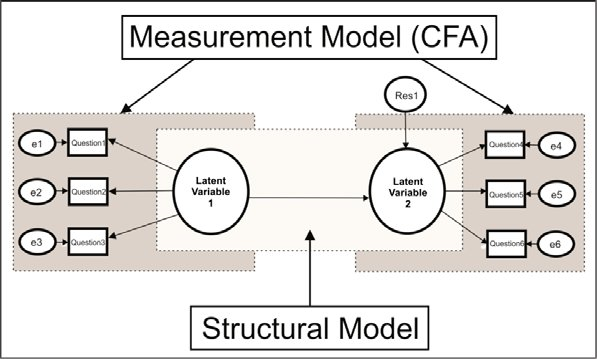 Measurement Model (CFA)
Res1
e1
Question1
e2
Question2
e3
Question3
Latent
Variable
1
Latent
Variable
2
Question4
e4
Question5
e5
Question6
e6
Structural Model